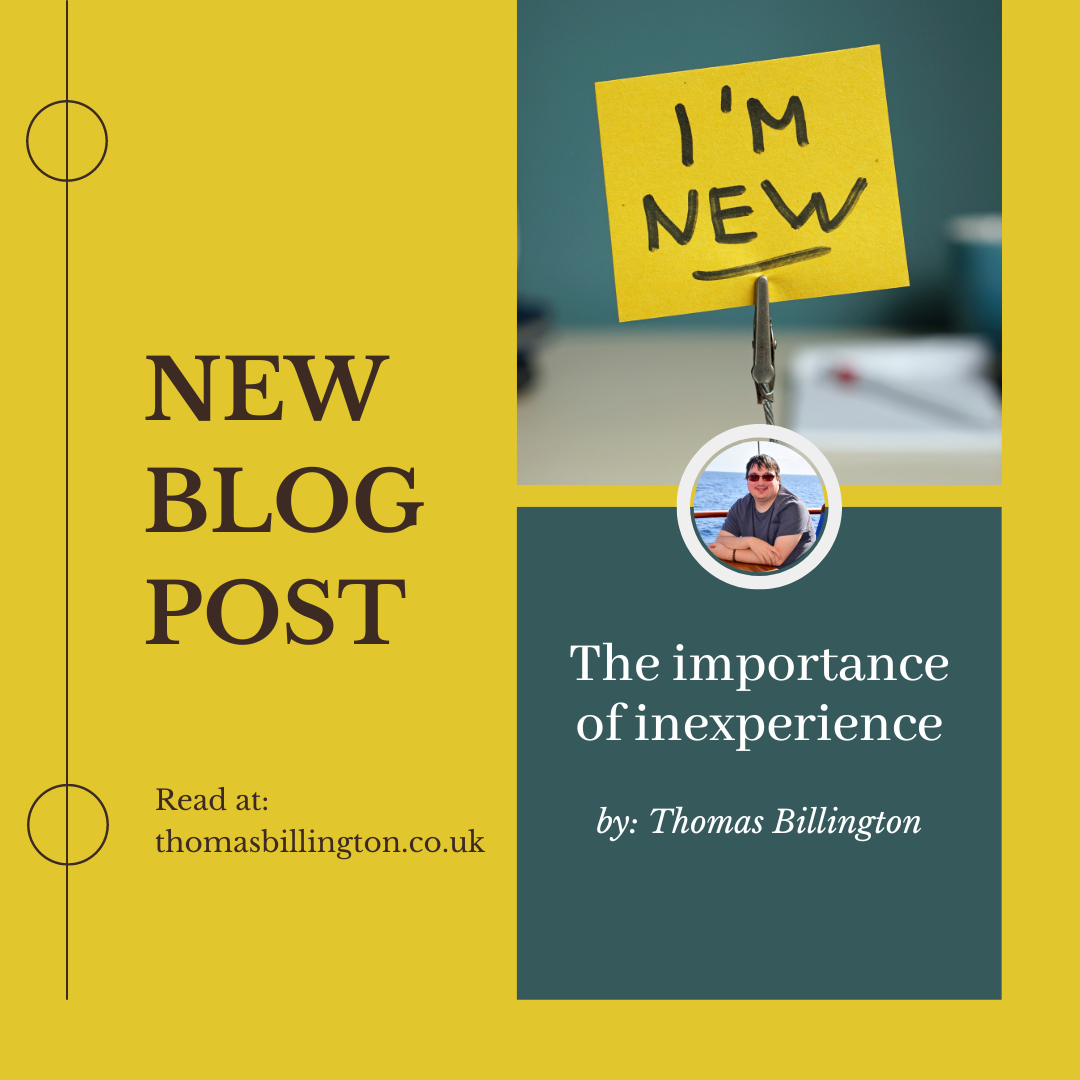 NEW
BLOG
POST
Read at:
thomasbillington.co.uk
I'M
NEW
The importance
of inexperience
by: Thomas Billington